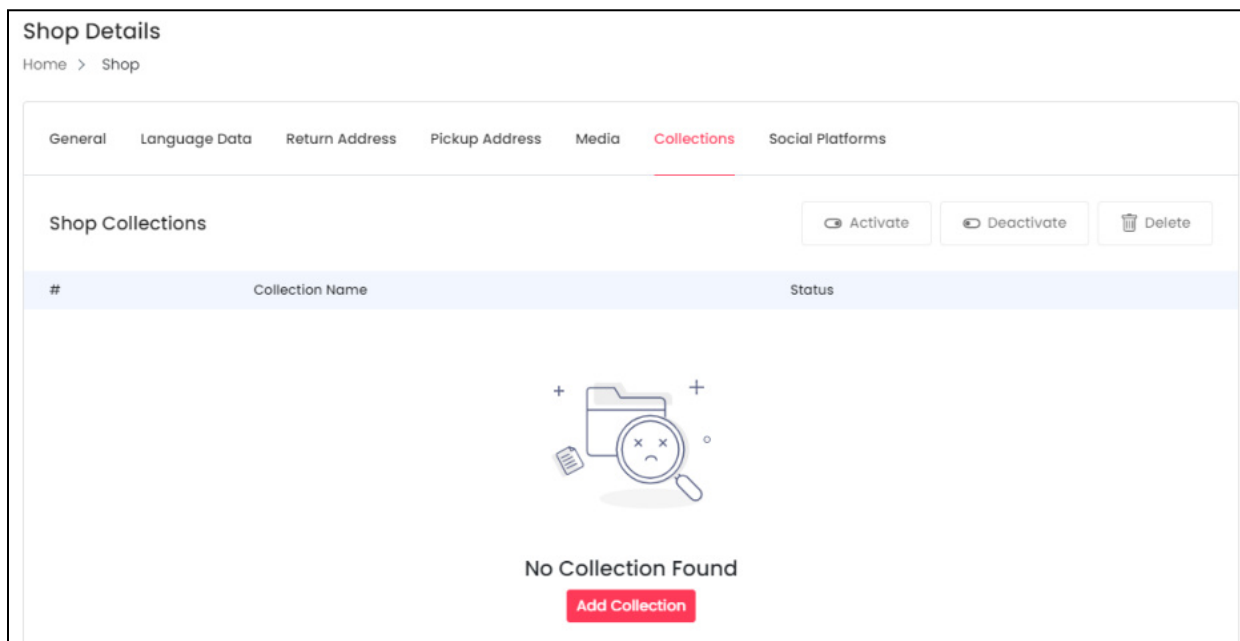 Shop Details
Home > Shop
General Language Data Return Address Pickup Address Media Collections Social Platforms
Shop Collections Activate Deactivate Delete
# Collection Name Status
No Collection Found
Add Collection